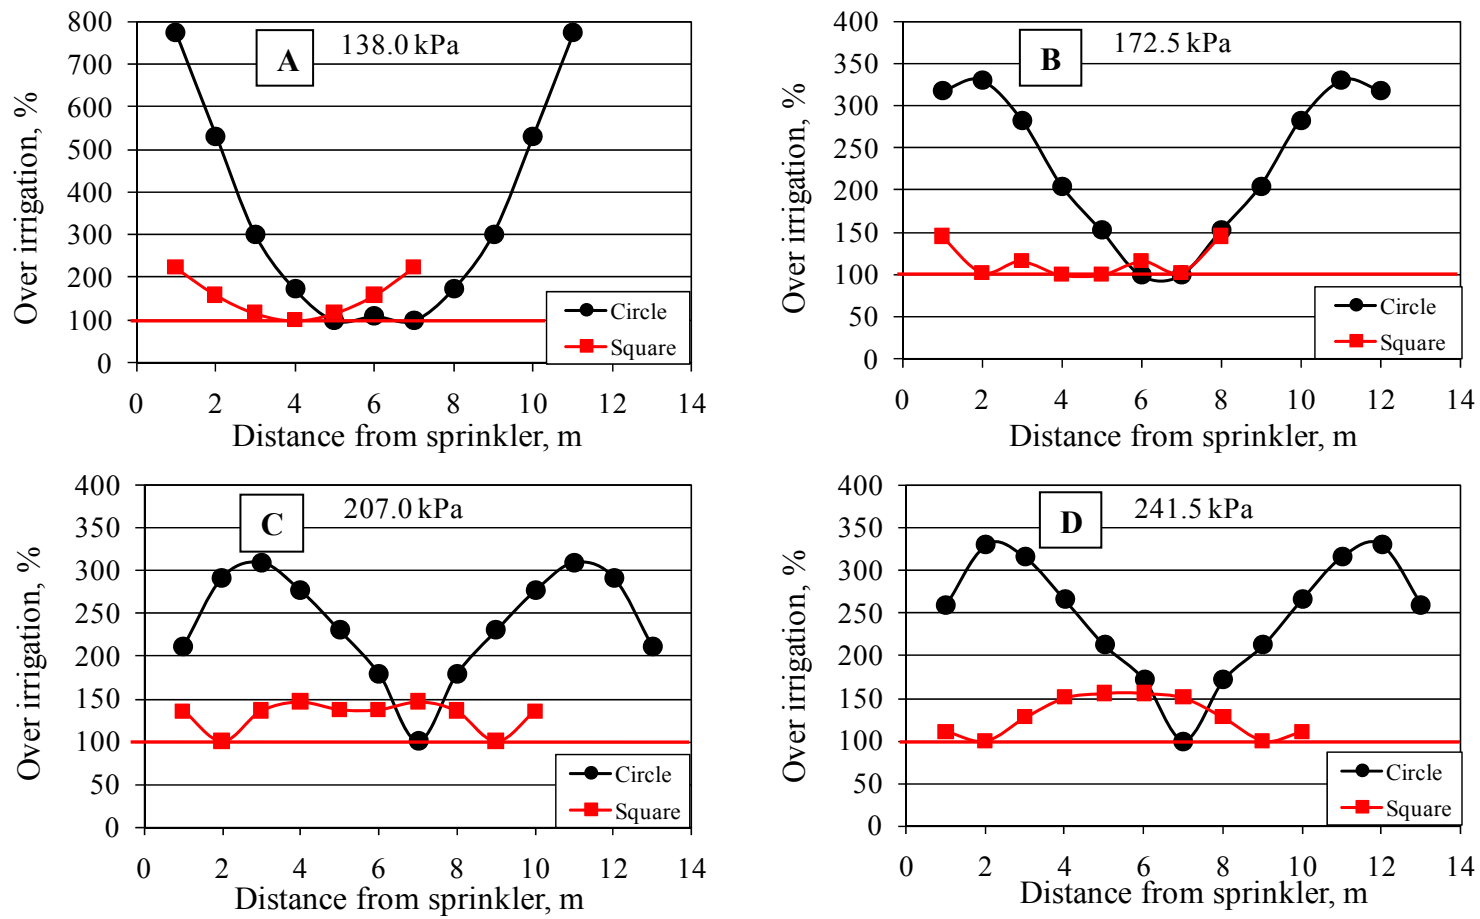 A
138.0 kPa
Over irrigation, %
800
700
600
500
400
300
200
100
0
0 2 4 6 8 10 12 14
Distance from sprinkler, m
Circle
Square
B
172.5 kPa
Over irrigation, %
400
350
300
250
200
150
100
50
0
0 2 4 6 8 10 12 14
Distance from sprinkler, m
Circle
Square
C
207.0 kPa
Over irrigation, %
400
350
300
250
200
150
100
50
0
0 2 4 6 8 10 12 14
Distance from sprinkler, m
Circle
Square
D
241.5 kPa
Over irrigation, %
400
350
300
250
200
150
100
50
0
0 2 4 6 8 10 12 14
Distance from sprinkler, m
Circle
Square